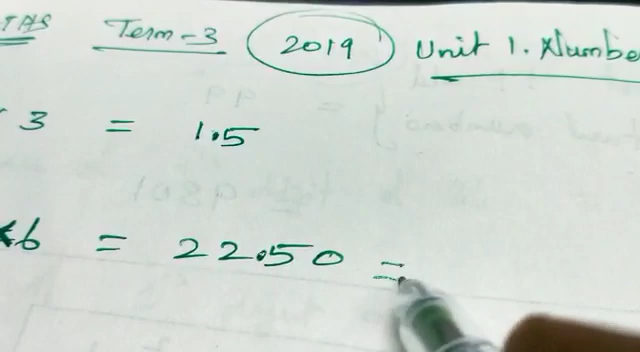 Term-3 2019 Unit 1. Numbe
3 = 1.5
×6 = 22.50 =